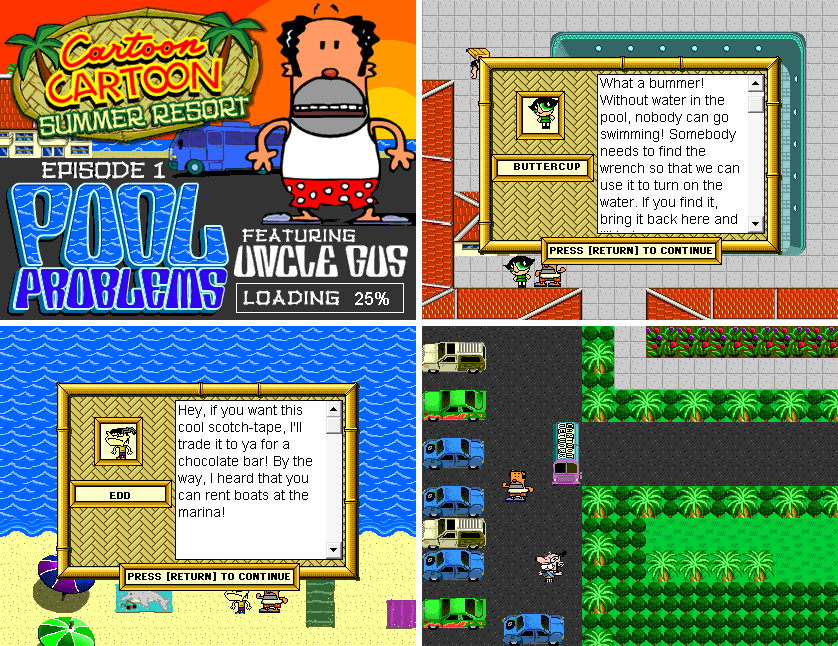 Cartoon
CARTOON
SUMMER RESORT
EPISODE 1
POOL
PROBLEMS
FEATURING
UNCLE GUS
LOADING 25%
What a bummer!
Without water in the
pool, nobody can go
swimming! Somebody
needs to find the
wrench so that we can
use it to turn on the
water. If you find it,
bring it back here and
BUTTERCUP
PRESS [RETURN] TO CONTINUE
Hey, if you want this
cool scotch-tape, I'll
trade it to ya for a
chocolate bar! By the
way, I heard that you
can rent boats at the
marina!
EDD
PRESS [RETURN] TO CONTINUE